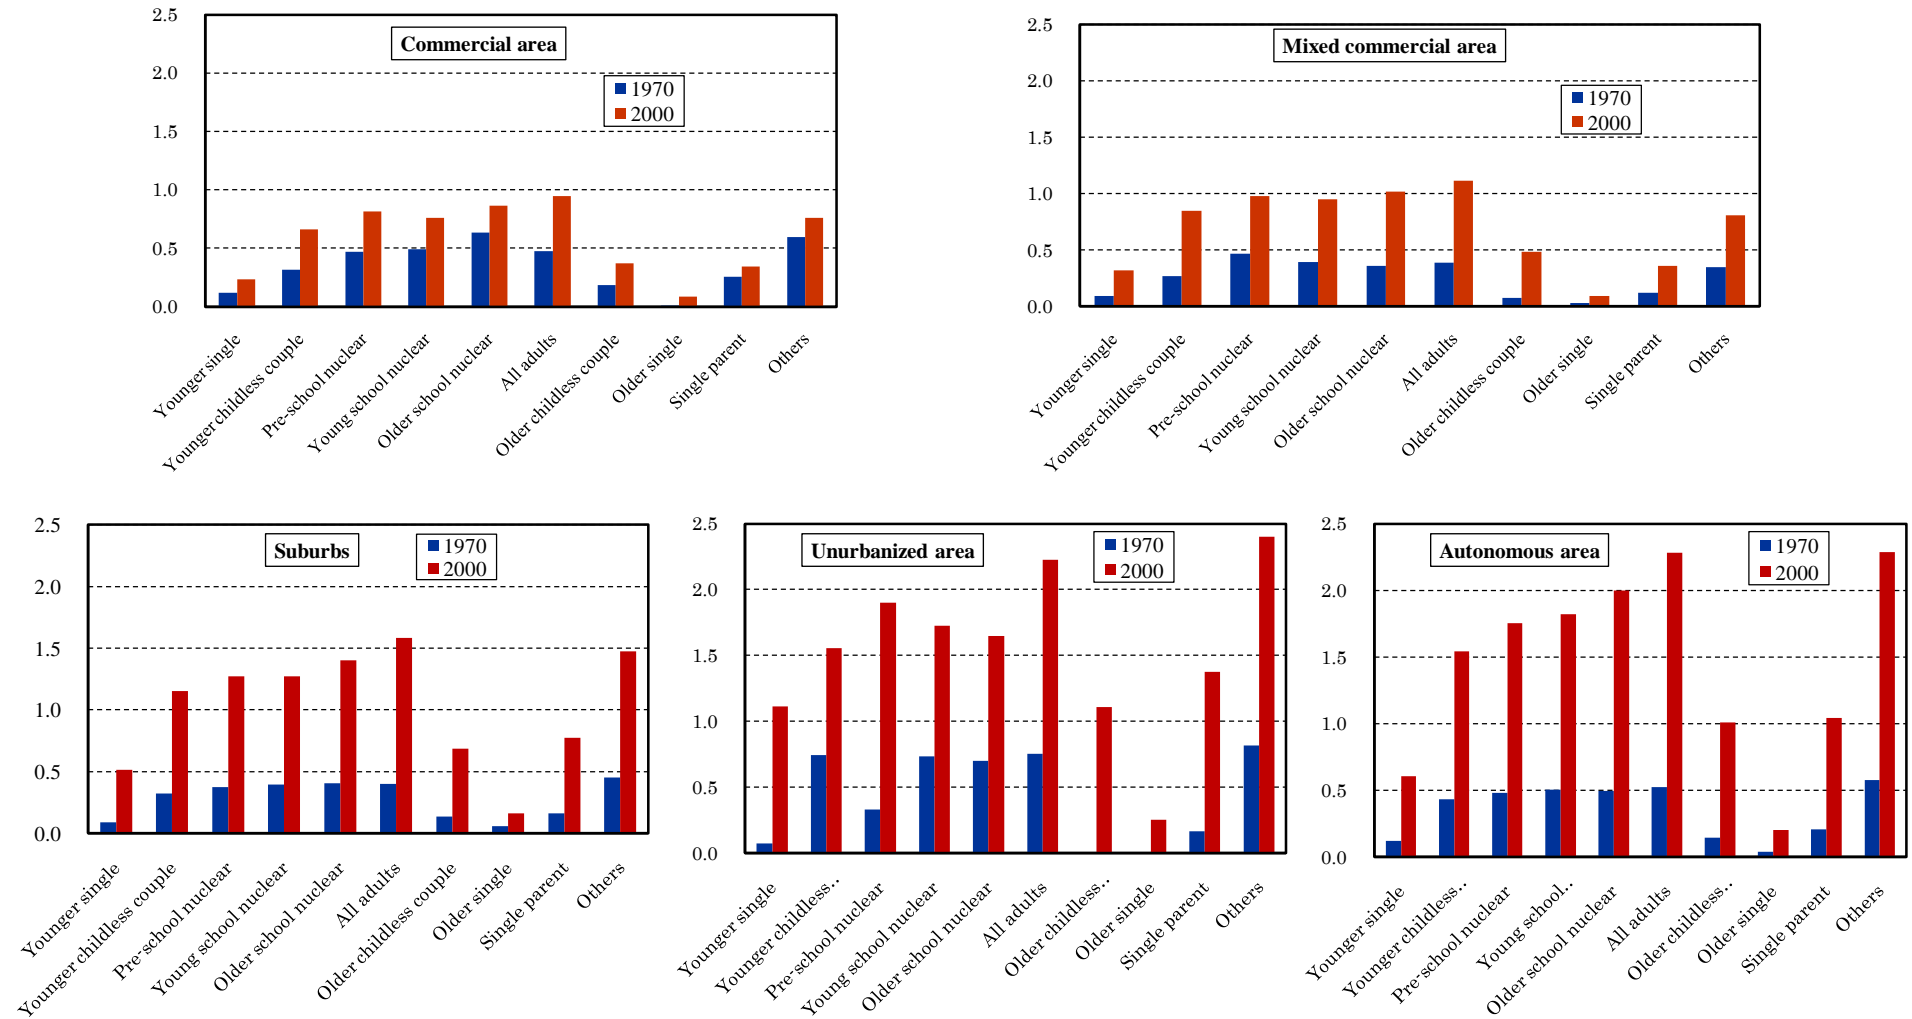 Commercial area
1970
2000
2.5
2.0
1.5
1.0
0.5
0.0
Younger single
Younger childless couple
Pre-school nuclear
Young school nuclear
Older school nuclear
All adults
Older childless couple
Older single
Single parent
Others
Mixed commercial area
1970
2000
2.5
2.0
1.5
1.0
0.5
0.0
Younger single
Younger childless couple
Pre-school nuclear
Young school nuclear
Older school nuclear
All adults
Older childless couple
Older single
Single parent
Others
Suburbs
1970
2000
2.5
2.0
1.5
1.0
0.5
0.0
Younger single
Younger childless couple
Pre-school nuclear
Young school nuclear
Older school nuclear
All adults
Older childless couple
Older single
Single parent
Others
Unurbanized area
1970
2000
2.5
2.0
1.5
1.0
0.5
0.0
Younger single
Younger childless..
Pre-school nuclear
Young school nuclear
Older school nuclear
All adults
Older childless..
Older single
Single parent
Others
Autonomous area
1970
2000
2.5
2.0
1.5
1.0
0.5
0.0
Younger single
Younger childless..
Pre-school nuclear
Young school..
Older school nuclear
All adults
Older childless..
Older single
Single parent
Others